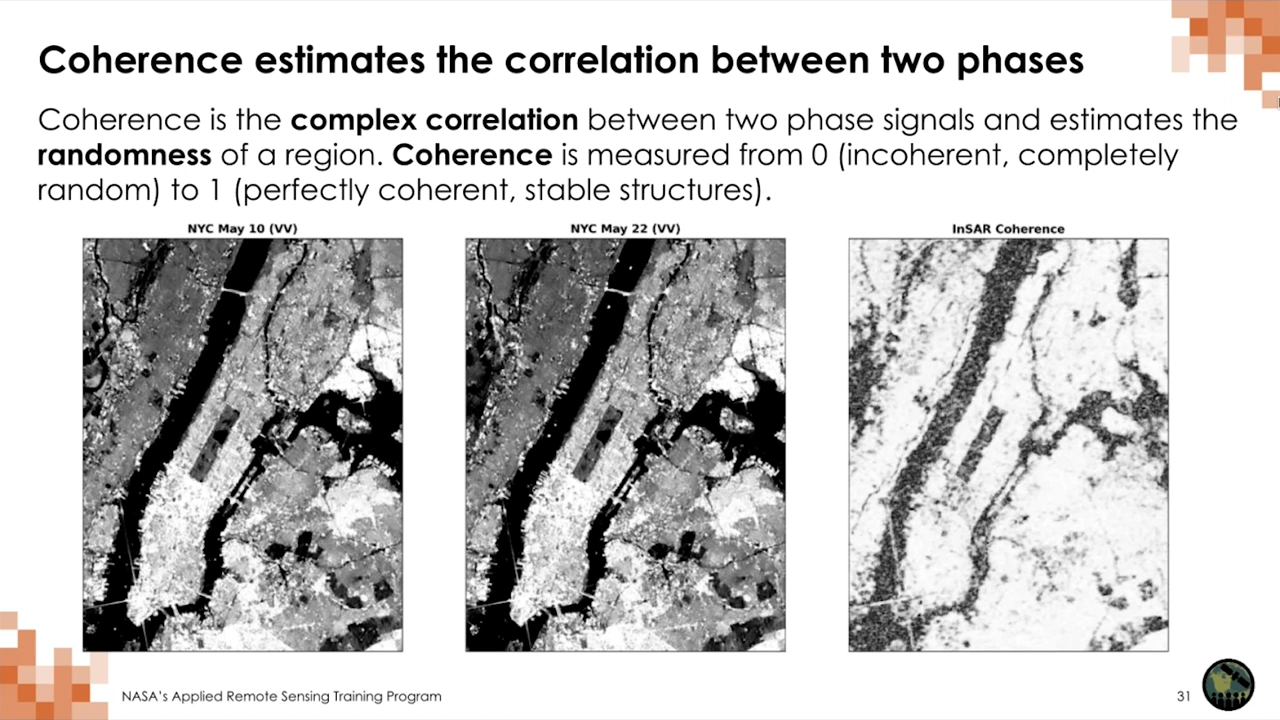 Coherence estimates the correlation between two phases
Coherence is the complex correlation between two phase signals and estimates the
randomness of a region. Coherence is measured from 0 (incoherent, completely
random) to 1 (perfectly coherent, stable structures).
NYC May 10 (VV)
NYC May 22 (VV)
InSAR Coherence
NASA's Applied Remote Sensing Training Program
31